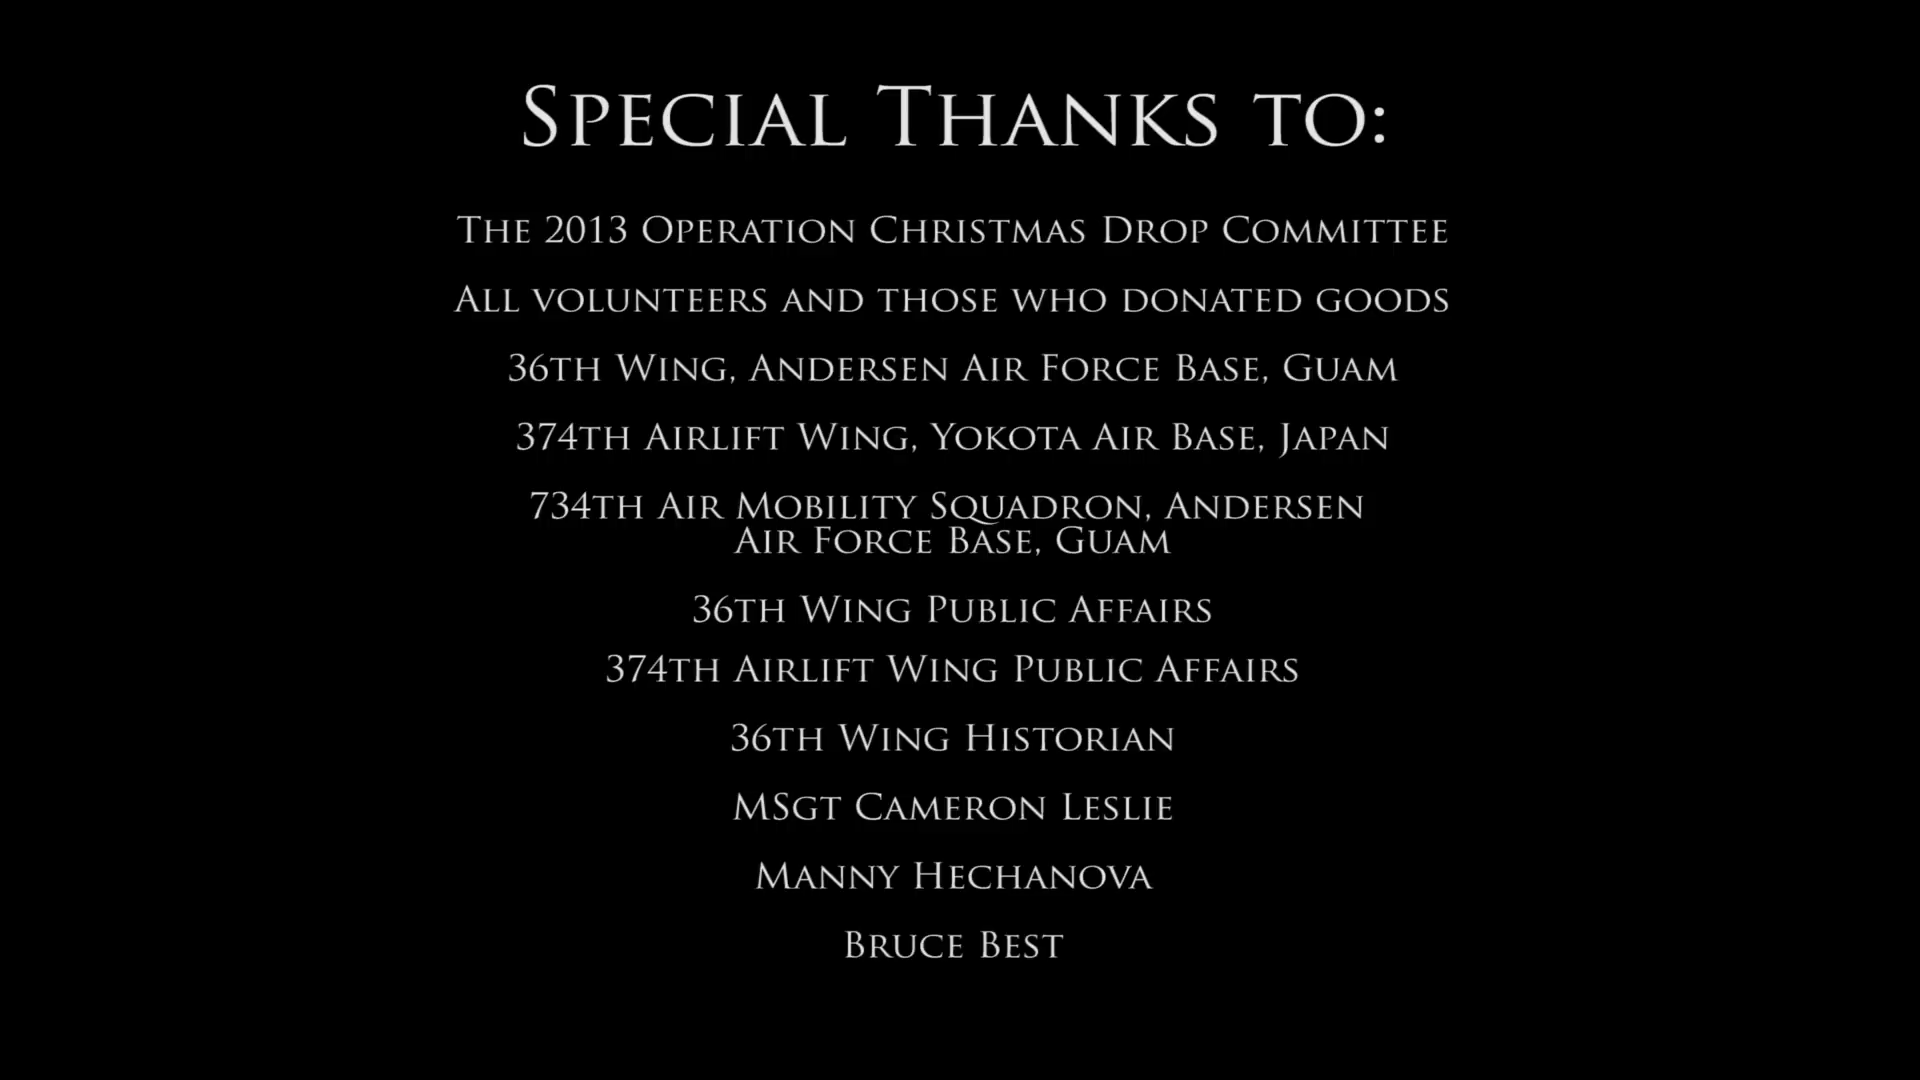 Special Thanks to:
The 2013 Operation Christmas Drop Committee
All volunteers and those who donated goods
36th Wing, Andersen Air Force Base, Guam
374th Airlift Wing, Yokota Air Base, Japan
734th Air Mobility Squadron, Andersen
Air Force Base, Guam
36th Wing Public Affairs
374th Airlift Wing Public Affairs
36th Wing Historian
MSgt Cameron Leslie
Manny Hechanova
Bruce Best